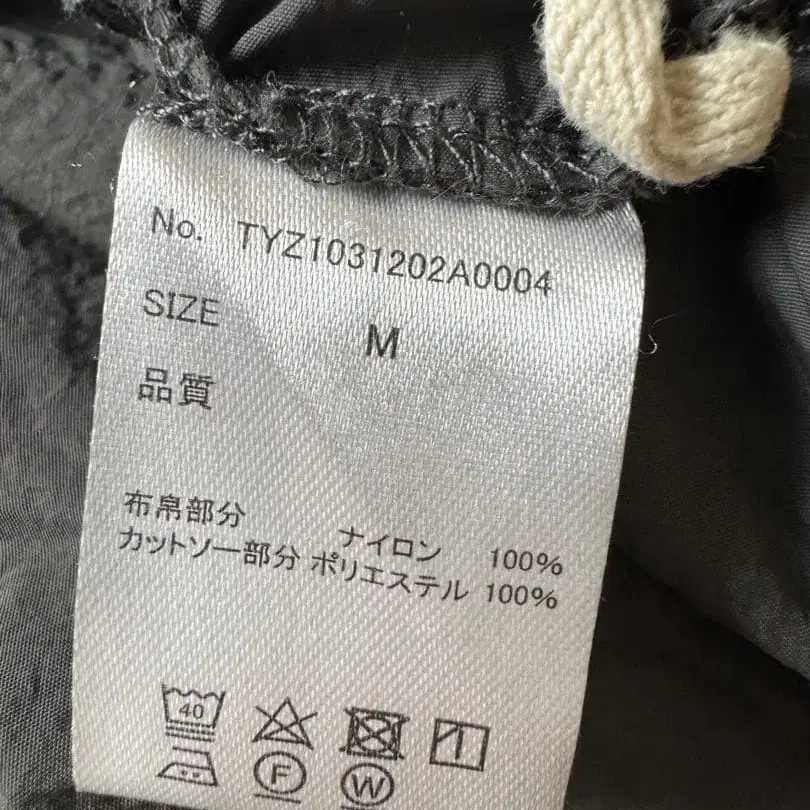 No. TYZ1031202A0004
SIZE M
品質
布帛部分 ナイロン 100%
カットソー部分 ポリエステル 100%
40
F W